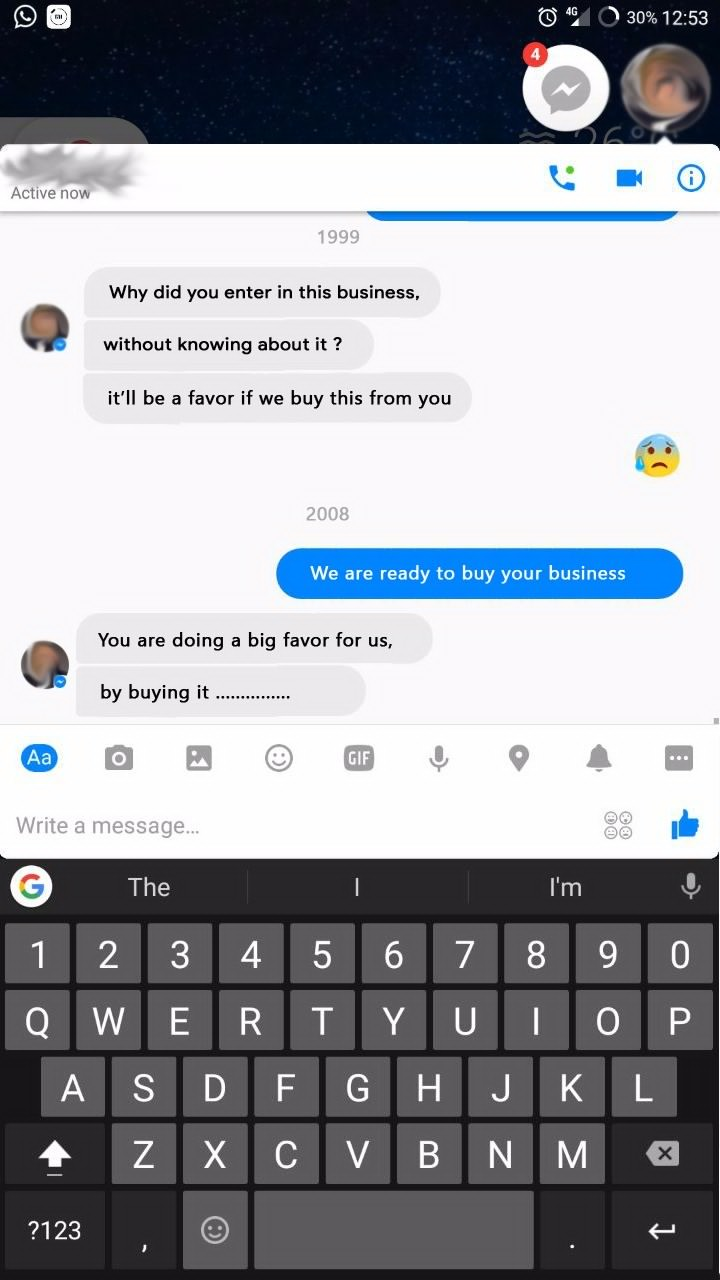 4G 30% 12:53
4
26°
Active now
1999
Why did you enter in this business,
without knowing about it ?
it'll be a favor if we buy this from you
2008
We are ready to buy your business
You are doing a big favor for us,
by buying it ...............
Aa GIF
Write a message...
G The I I'm
1 2 3 4 5 6 7 8 9 0
Q W E R T Y U I O P
A S D F G H J K L
Z X C V B N M
?123 , .